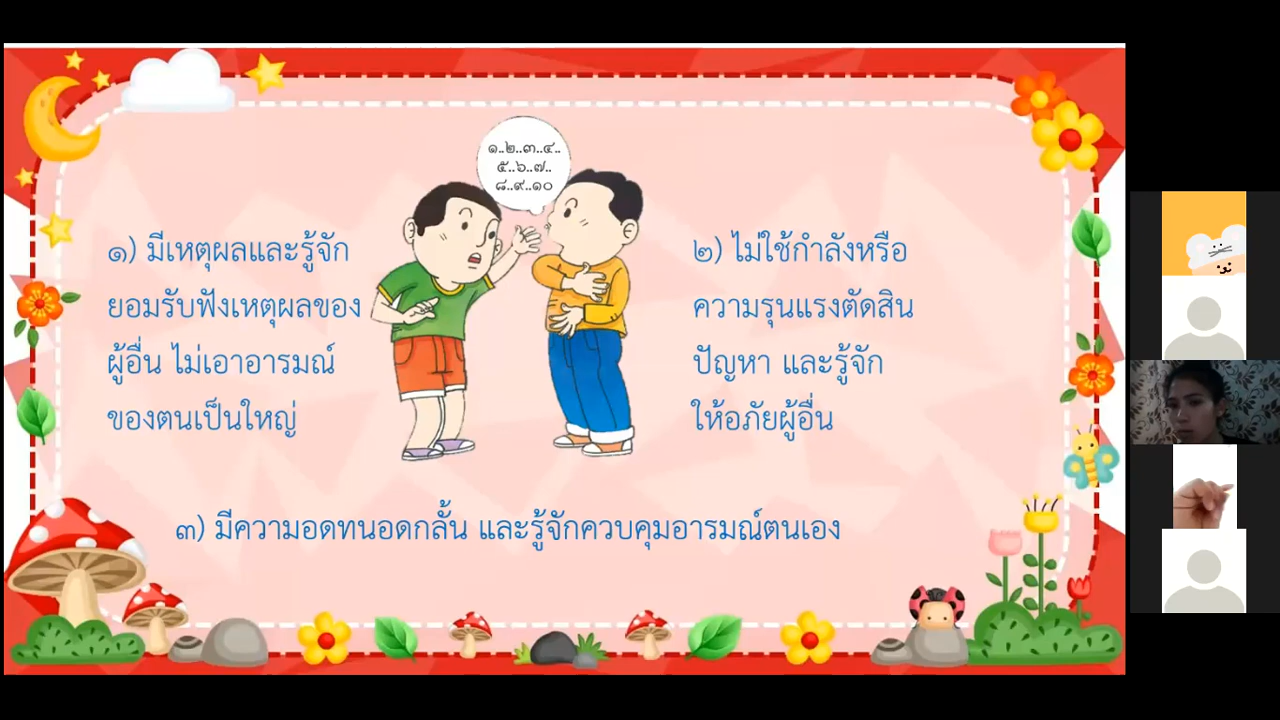 ๑..๒..๓..๔..
๕..๖..๗..
๘..๙..๑๐
๑) มีเหตุผลและรู้จัก
ยอมรับฟังเหตุผลของ
ผู้อื่น ไม่เอาอารมณ์
ของตนเป็นใหญ่
๒) ไม่ใช้กำลังหรือ
ความรุนแรงตัดสิน
ปัญหา และรู้จัก
ให้อภัยผู้อื่น
๓) มีความอดทนอดกลั้น และรู้จักควบคุมอารมณ์ตนเอง